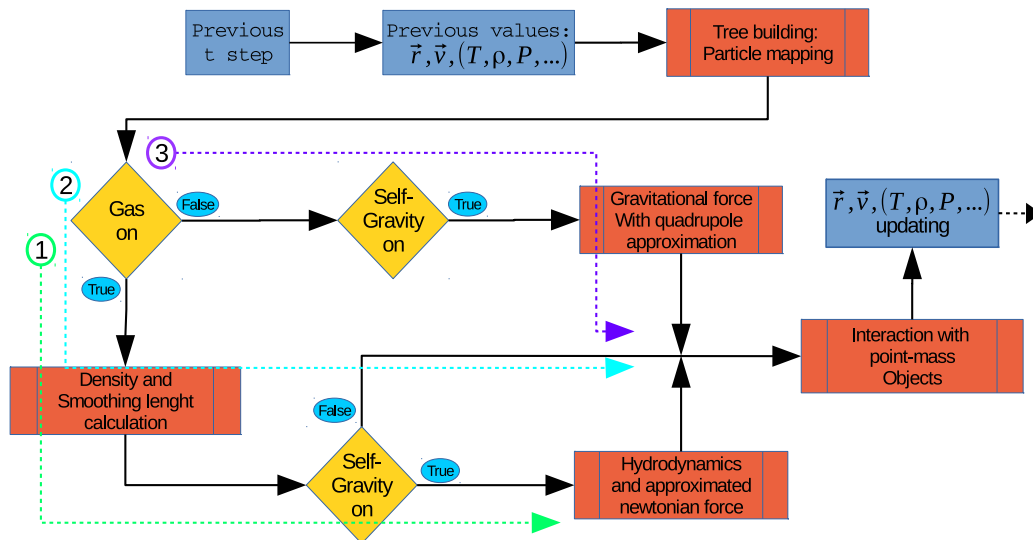 Previous
t step
Previous values:
r⃗ , v⃗ , (T, ρ, P, ...)
Tree building:
Particle mapping
3
2
1
Gas
on
False
True
Self-
Gravity
on
True
Gravitational force
With quadrupole
approximation
r⃗ , v⃗ , (T, ρ, P, ...)
updating
Interaction with
point-mass
Objects
Density and
Smoothing lenght
calculation
False
Self-
Gravity
on
True
Hydrodynamics
and approximated
newtonian force